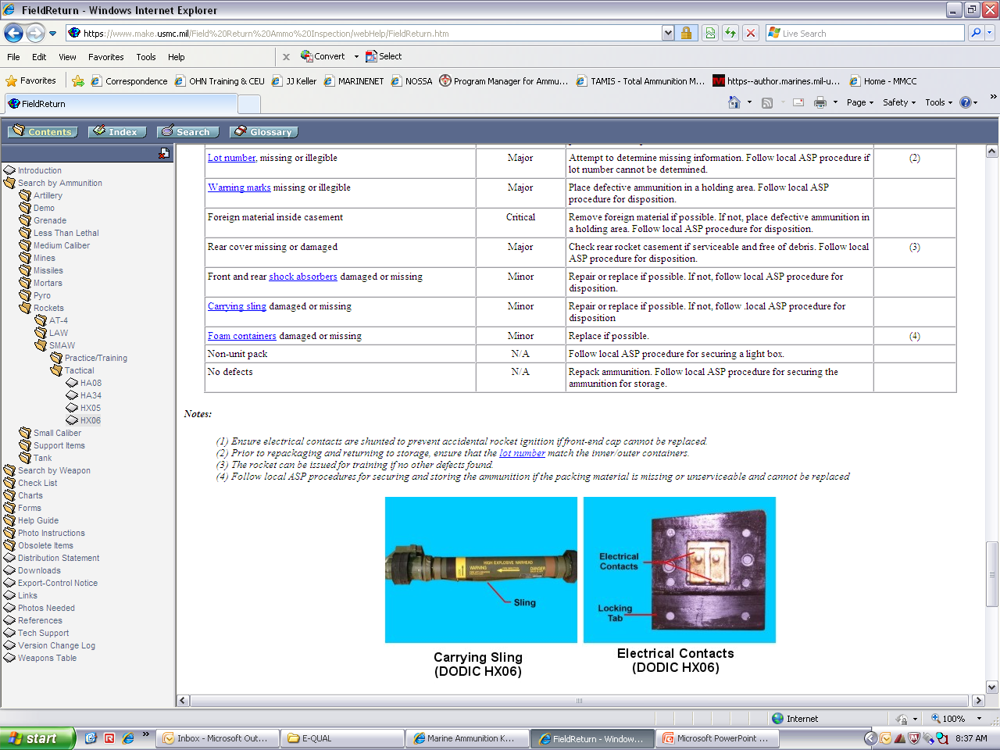 FieldReturn - Windows Internet Explorer
https://www.make.usmc.mil/Field%20Return%20Ammo%20Inspection/webHelp/FieldReturn.htm
Live Search
File Edit View Favorites Tools Help
x Convert Select
Favorites Correspondence OHN Training & CEU JJ Keller MARINENET NOSSA Program Manager for Ammu... TAMIS - Total Ammunition M... https--author.marines.mil-u... Home - MMCC
FieldReturn
Page Safety Tools
Contents Index Search Glossary
Introduction
Search by Ammunition
Artillery
Demo
Grenade
Less Than Lethal
Medium Caliber
Mines
Missiles
Mortars
Pyro
Rockets
AT-4
LAW
SMAW
Practice/Training
Tactical
HA08
HA34
HX05
HX06
Small Caliber
Support Items
Tank
Search by Weapon
Check List
Charts
Forms
Help Guide
Photo Instructions
Obsolete Items
Distribution Statement
Downloads
Export-Control Notice
Links
Photos Needed
References
Tech Support
Version Change Log
Weapons Table
Lot number, missing or illegible Major Attempt to determine missing information. Follow local ASP procedure if (2)
lot number cannot be determined.
Warning marks missing or illegible Major Place defective ammunition in a holding area. Follow local ASP
procedure for disposition.
Foreign material inside casement Critical Remove foreign material if possible. If not, place defective ammunition in
a holding area. Follow local ASP procedure for disposition.
Rear cover missing or damaged Major Check rear rocket casement if serviceable and free of debris. Follow local (3)
ASP procedure for disposition.
Front and rear shock absorbers damaged or missing Minor Repair or replace if possible. If not, follow local ASP procedure for
disposition.
Carrying sling damaged or missing Minor Repair or replace if possible. If not, follow .local ASP procedure for
disposition
Foam containers damaged or missing Minor Replace if possible. (4)
Non-unit pack N/A Follow local ASP procedure for securing a light box.
No defects N/A Repack ammunition. Follow local ASP procedure for securing the
ammunition for storage.
Notes:
(1) Ensure electrical contacts are shunted to prevent accidental rocket ignition if front-end cap cannot be replaced.
(2) Prior to repackaging and returning to storage, ensure that the lot number match the inner/outer containers.
(3) The rocket can be issued for training if no other defects found.
(4) Follow local ASP procedures for securing and storing the ammunition if the packing material is missing or unserviceable and cannot be replaced
HIGH EXPLOSIVE WARHEAD
WARNING
DANGER
Sling
Electrical
Contacts
Locking
Tab
Carrying Sling
(DODIC HX06)
Electrical Contacts
(DODIC HX06)
Internet 100%
start Inbox - Microsoft Out... E-QUAL Marine Ammunition K... FieldReturn - Window... Microsoft PowerPoint ... 8:37 AM